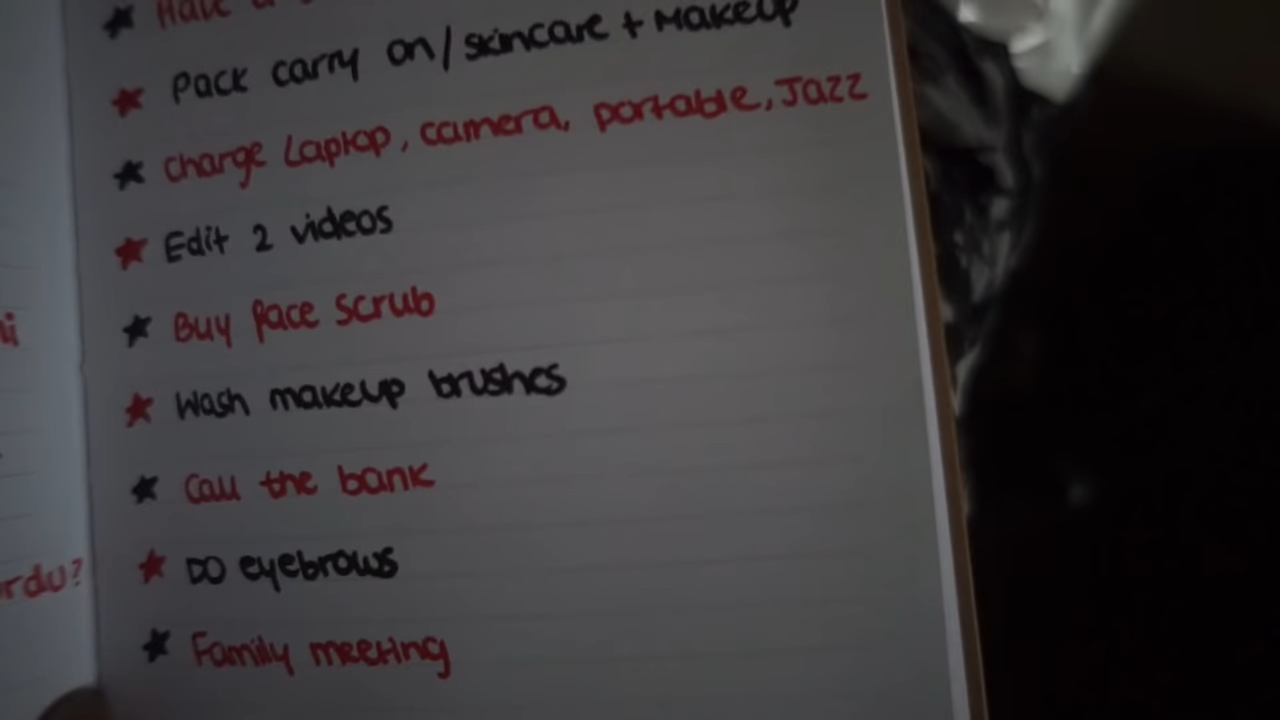 Pack carry on / skincare + Makeup
Charge Laptop, camera, portable, Jazz
Edit 2 videos
Buy face scrub
Wash makeup brushes
Call the bank
DO eyebrows
Family meeting